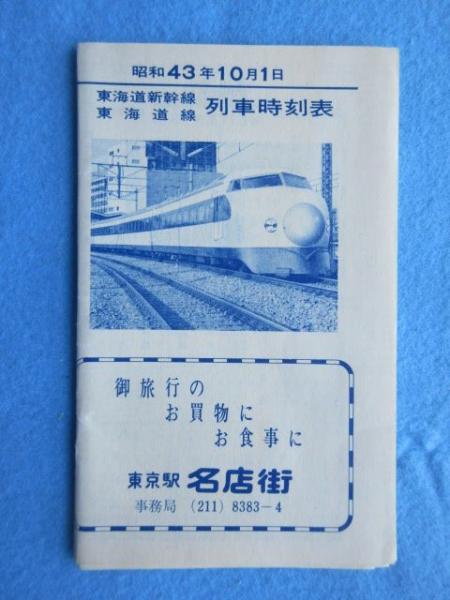 昭和43年10月1日
東海道新幹線
東海道線
列車時刻表
御旅行の
お買物に
お食事に
東京駅 名店街
事務局 (211) 8383-4